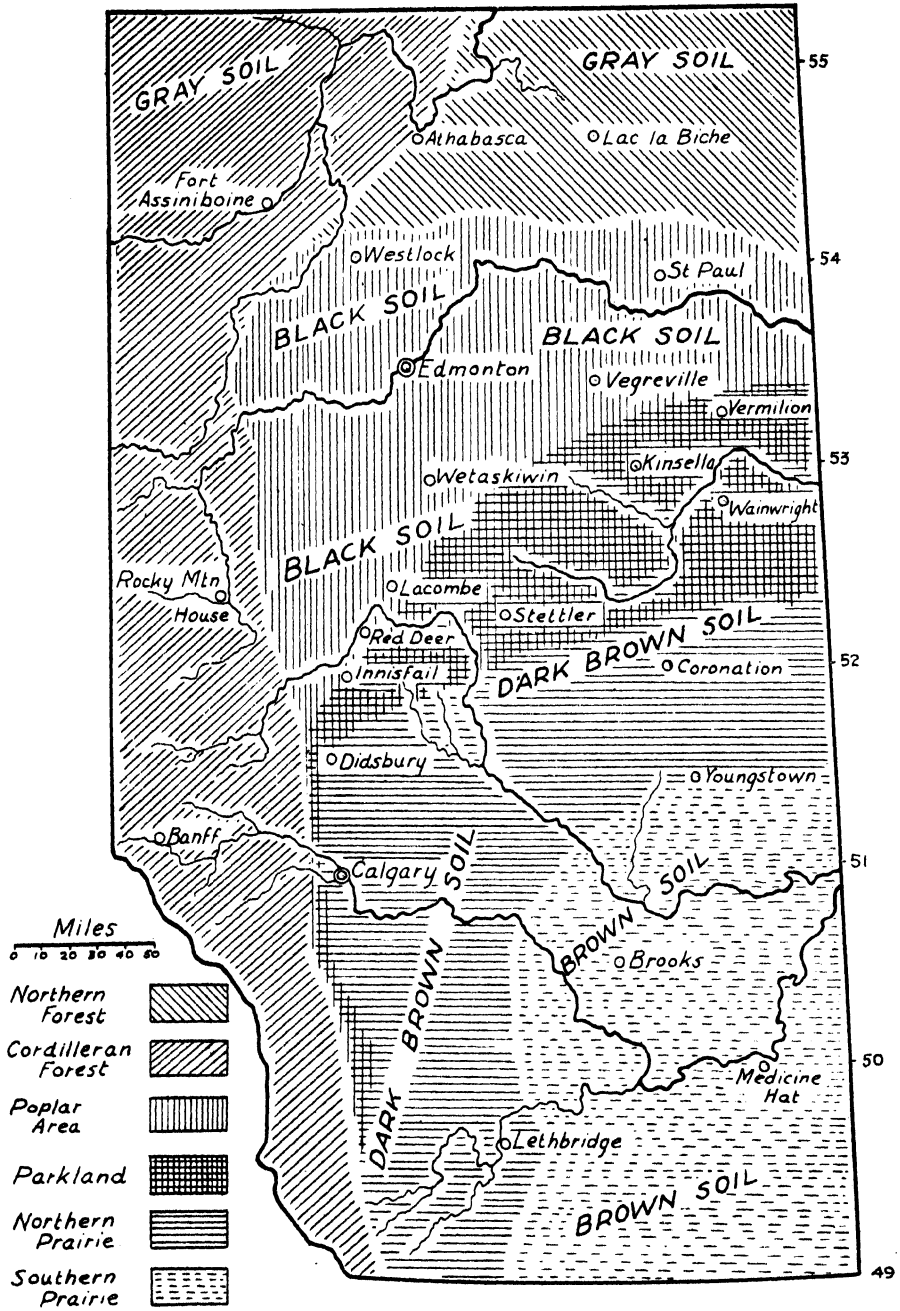 GRAY SOIL
GRAY SOIL
55
Athabasca
Lac la Biche
Fort
Assiniboine
Westlock
54
St Paul
BLACK SOIL
BLACK SOIL
Edmonton
Vegreville
Vermilion
53
Kinsella
Wetaskiwin
Wainwright
BLACK SOIL
Rocky Mtn
House
Lacombe
Stettler
Red Deer
DARK BROWN SOIL
52
Coronation
Innisfail
Didsbury
Youngstown
Banff
51
Calgary
DARK BROWN SOIL
BROWN SOIL
Brooks
50
Medicine
Hat
Lethbridge
BROWN SOIL
49
Miles
0 10 20 30 40 50
Northern
Forest
Cordilleran
Forest
Poplar
Area
Parkland
Northern
Prairie
Southern
Prairie